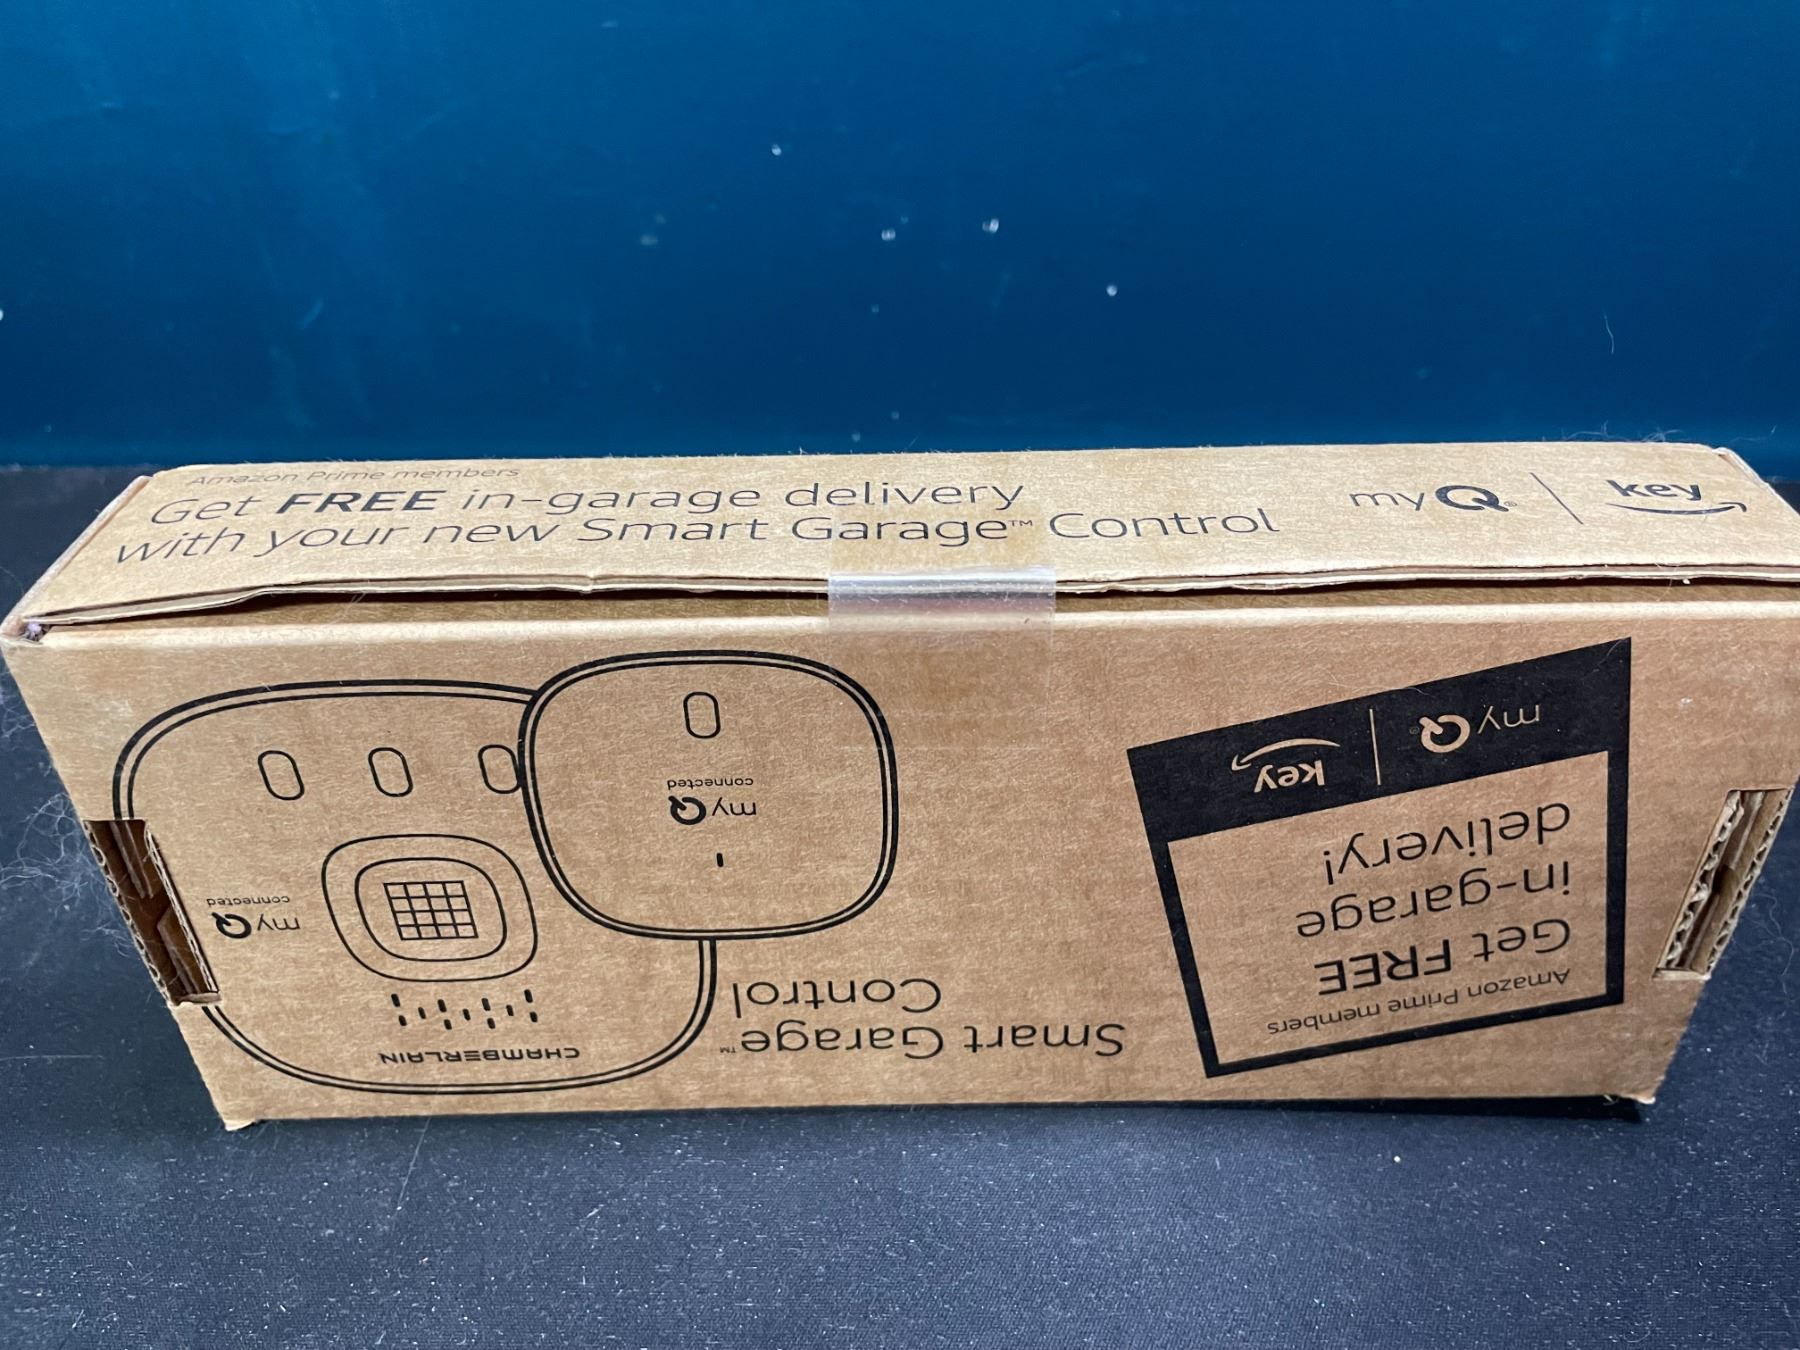 Amazon Prime members
Get FREE in-garage delivery
with your new Smart Garage™ Control
myQ® | key
Amazon Prime members
Get FREE
in-garage
delivery!
myQ® | key
Smart Garage™
Control
CHAMBERLAIN
myQ
connected
myQ
connected